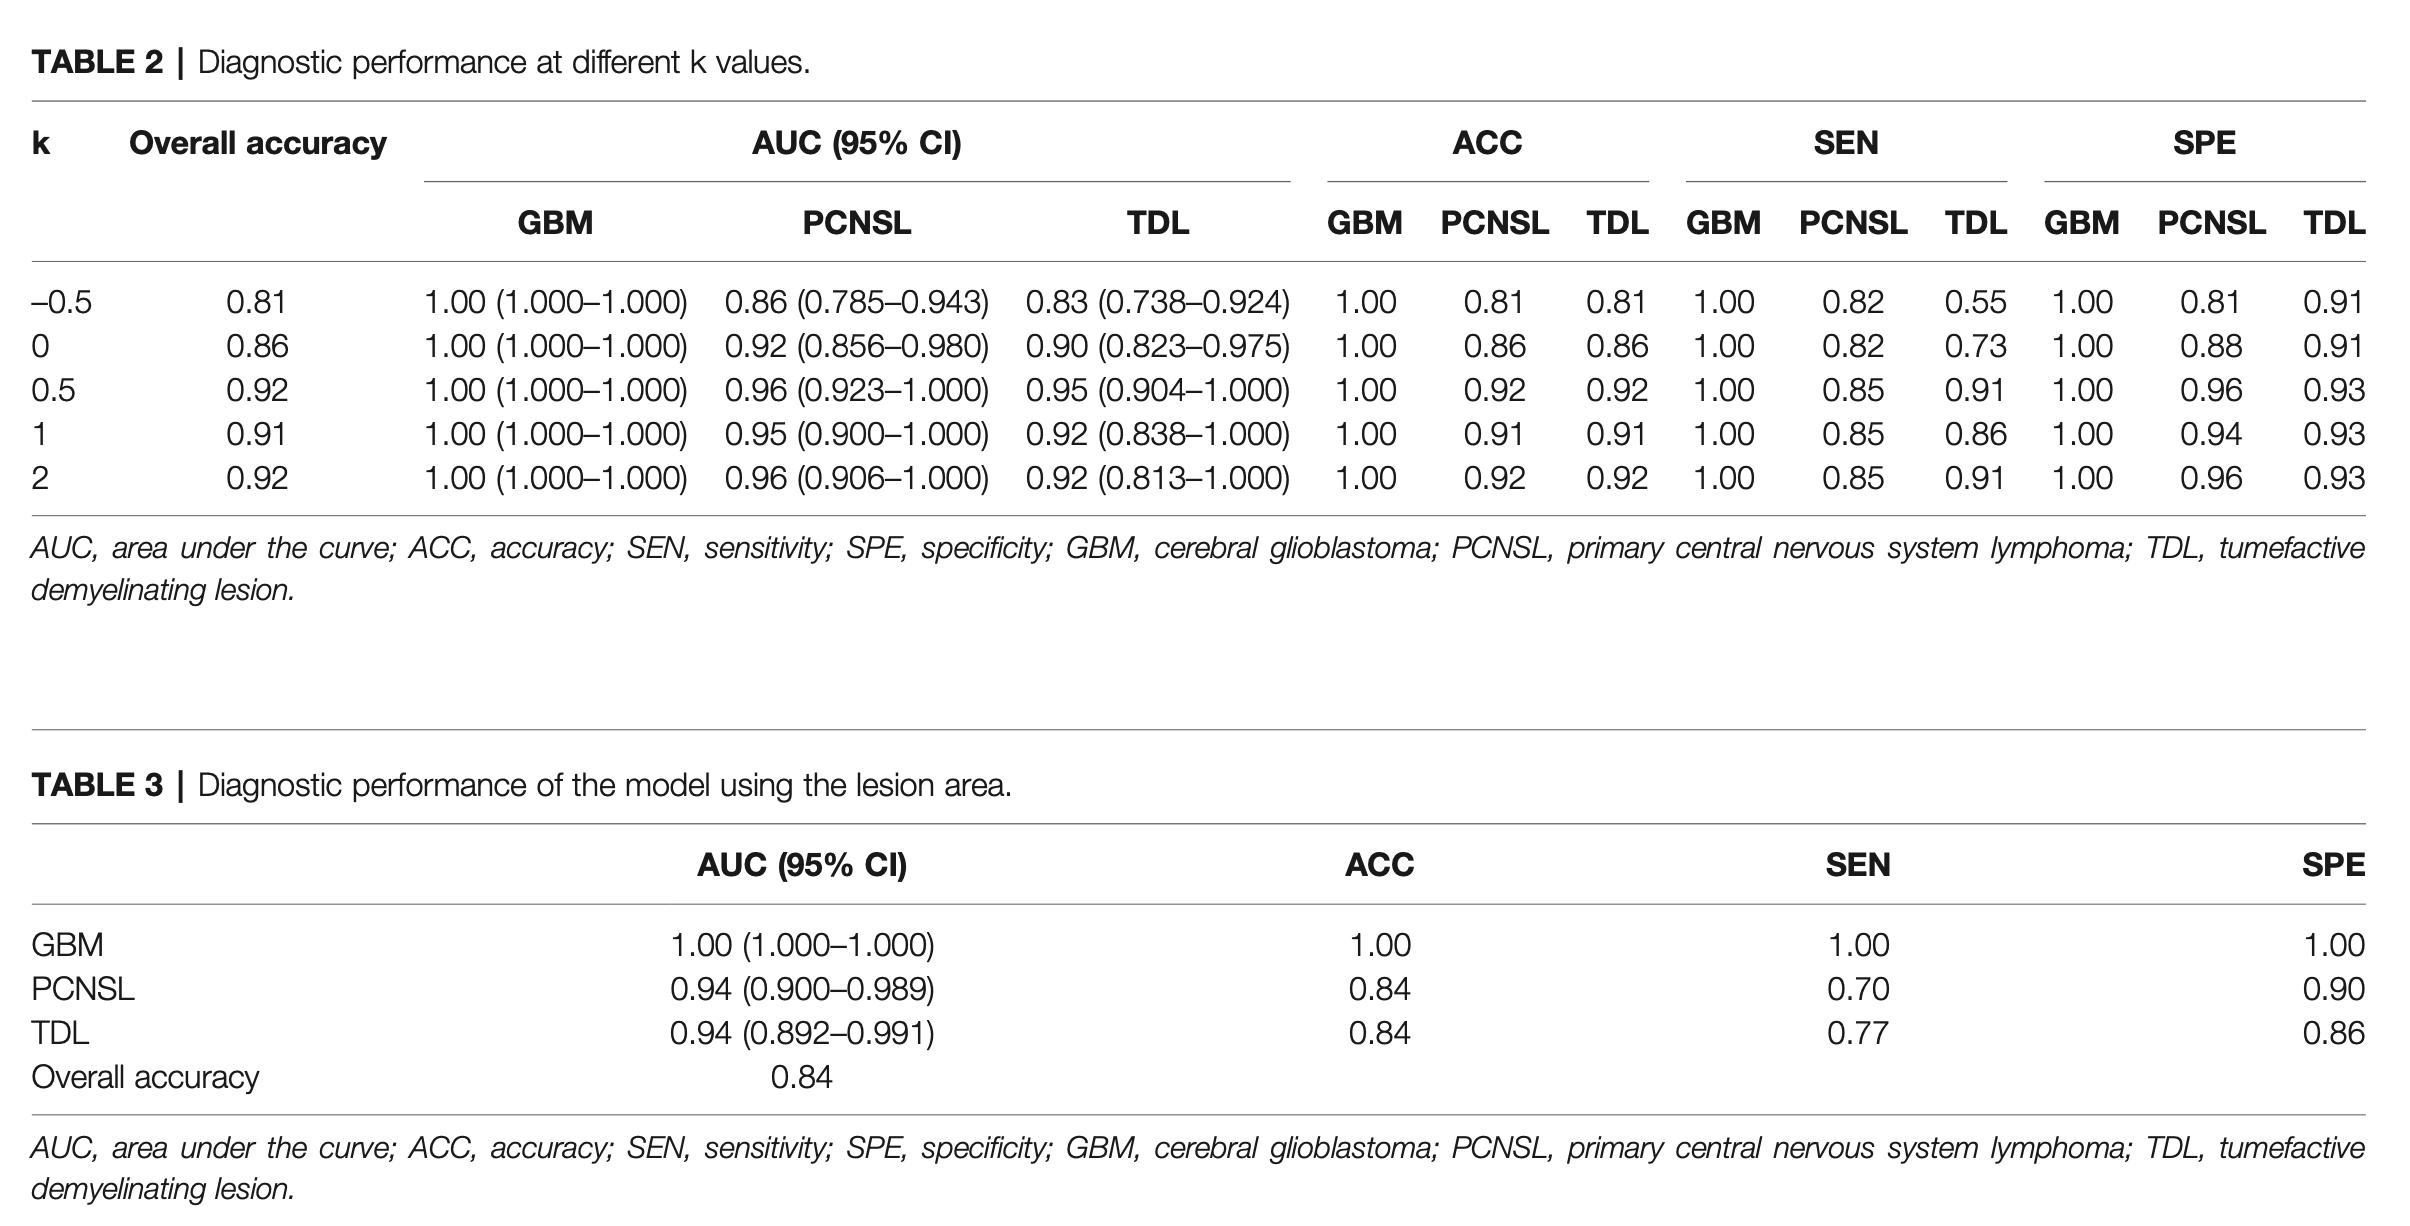 TABLE 2 | Diagnostic performance at different k values.
k Overall accuracy AUC (95% CI) ACC SEN SPE
GBM PCNSL TDL GBM PCNSL TDL GBM PCNSL TDL GBM PCNSL TDL
–0.5 0.81 1.00 (1.000–1.000) 0.86 (0.785–0.943) 0.83 (0.738–0.924) 1.00 0.81 0.81 1.00 0.82 0.55 1.00 0.81 0.91
0 0.86 1.00 (1.000–1.000) 0.92 (0.856–0.980) 0.90 (0.823–0.975) 1.00 0.86 0.86 1.00 0.82 0.73 1.00 0.88 0.91
0.5 0.92 1.00 (1.000–1.000) 0.96 (0.923–1.000) 0.95 (0.904–1.000) 1.00 0.92 0.92 1.00 0.85 0.91 1.00 0.96 0.93
1 0.91 1.00 (1.000–1.000) 0.95 (0.900–1.000) 0.92 (0.838–1.000) 1.00 0.91 0.91 1.00 0.85 0.86 1.00 0.94 0.93
2 0.92 1.00 (1.000–1.000) 0.96 (0.906–1.000) 0.92 (0.813–1.000) 1.00 0.92 0.92 1.00 0.85 0.91 1.00 0.96 0.93
AUC, area under the curve; ACC, accuracy; SEN, sensitivity; SPE, specificity; GBM, cerebral glioblastoma; PCNSL, primary central nervous system lymphoma; TDL, tumefactive
demyelinating lesion.
TABLE 3 | Diagnostic performance of the model using the lesion area.
AUC (95% CI) ACC SEN SPE
GBM 1.00 (1.000–1.000) 1.00 1.00 1.00
PCNSL 0.94 (0.900–0.989) 0.84 0.70 0.90
TDL 0.94 (0.892–0.991) 0.84 0.77 0.86
Overall accuracy 0.84
AUC, area under the curve; ACC, accuracy; SEN, sensitivity; SPE, specificity; GBM, cerebral glioblastoma; PCNSL, primary central nervous system lymphoma; TDL, tumefactive
demyelinating lesion.